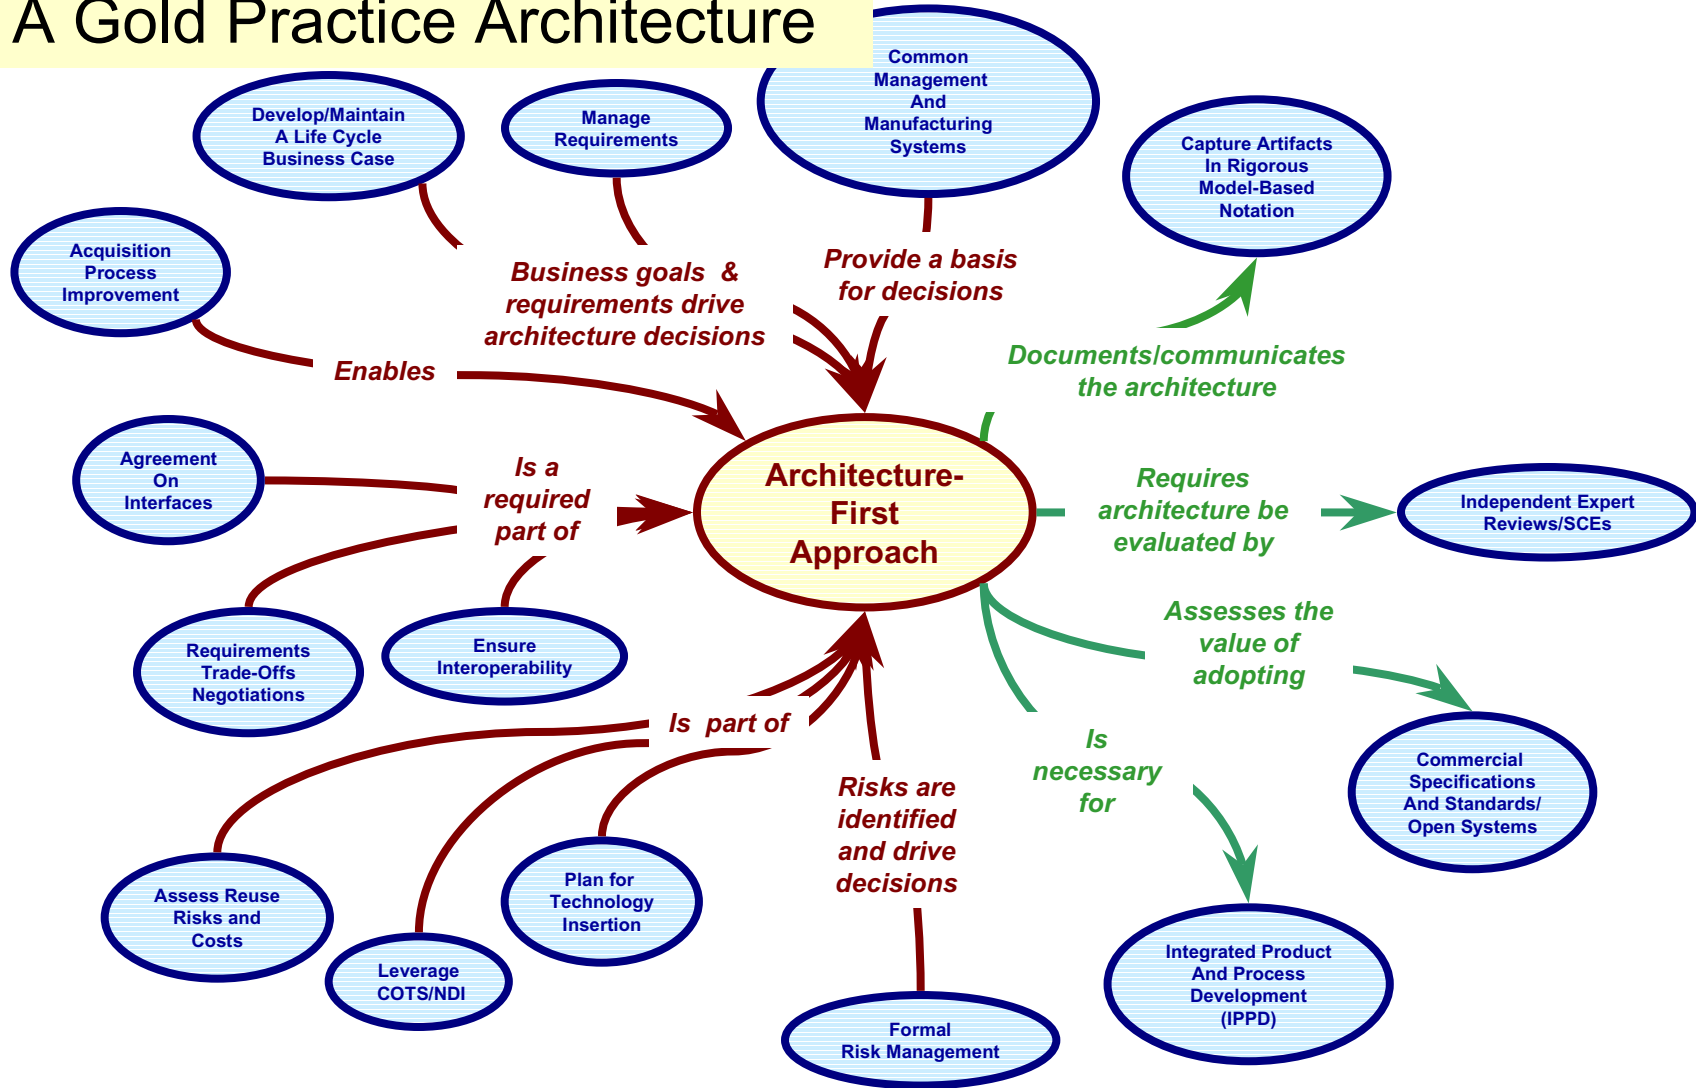 A Gold Practice Architecture
Common
Management
And
Manufacturing
Systems
Develop/Maintain
A Life Cycle
Business Case
Manage
Requirements
Capture Artifacts
In Rigorous
Model-Based
Notation
Acquisition
Process
Improvement
Business goals  &
requirements drive
architecture decisions
Provide a basis
for decisions
Enables
Documents/communicates
the architecture
Agreement
On
Interfaces
Is a
required
part of
Architecture-
First
Approach
Requires
architecture be
evaluated by
Independent Expert
Reviews/SCEs
Requirements
Trade-Offs
Negotiations
Ensure
Interoperability
Assesses the
value of
adopting
Is  part of
Is
necessary
for
Commercial
Specifications
And Standards/
Open Systems
Risks are
identified
and drive
decisions
Assess Reuse
Risks and
Costs
Leverage
COTS/NDI
Plan for
Technology
Insertion
Formal
Risk Management
Integrated Product
And Process
Development
(IPPD)